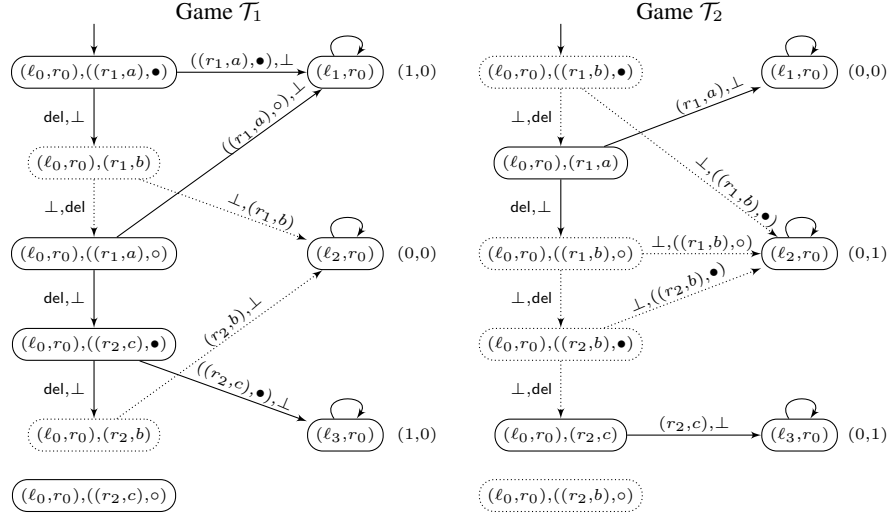 Game 𝒯₁
(ℓ₀,r₀),((r₁,a),●)
((r₁,a),●),⊥
(ℓ₁,r₀)
(1,0)
del,⊥
((r₁,a),○),⊥
(ℓ₀,r₀),(r₁,b)
⊥,del
⊥,(r₁,b)
(ℓ₀,r₀),((r₁,a),○)
(ℓ₂,r₀)
(0,0)
del,⊥
(r₂,b),⊥
(ℓ₀,r₀),((r₂,c),●)
del,⊥
((r₂,c),●),⊥
(ℓ₀,r₀),(r₂,b)
(ℓ₃,r₀)
(1,0)
(ℓ₀,r₀),((r₂,c),○)
Game 𝒯₂
(ℓ₀,r₀),((r₁,b),●)
(ℓ₁,r₀)
(0,0)
⊥,del
(r₁,a),⊥
(ℓ₀,r₀),(r₁,a)
⊥,((r₁,b),●)
del,⊥
(ℓ₀,r₀),((r₁,b),○)
⊥,((r₁,b),○)
(ℓ₂,r₀)
(0,1)
⊥,del
⊥,((r₂,b),●)
(ℓ₀,r₀),((r₂,b),●)
⊥,del
(ℓ₀,r₀),(r₂,c)
(r₂,c),⊥
(ℓ₃,r₀)
(0,1)
(ℓ₀,r₀),((r₂,b),○)